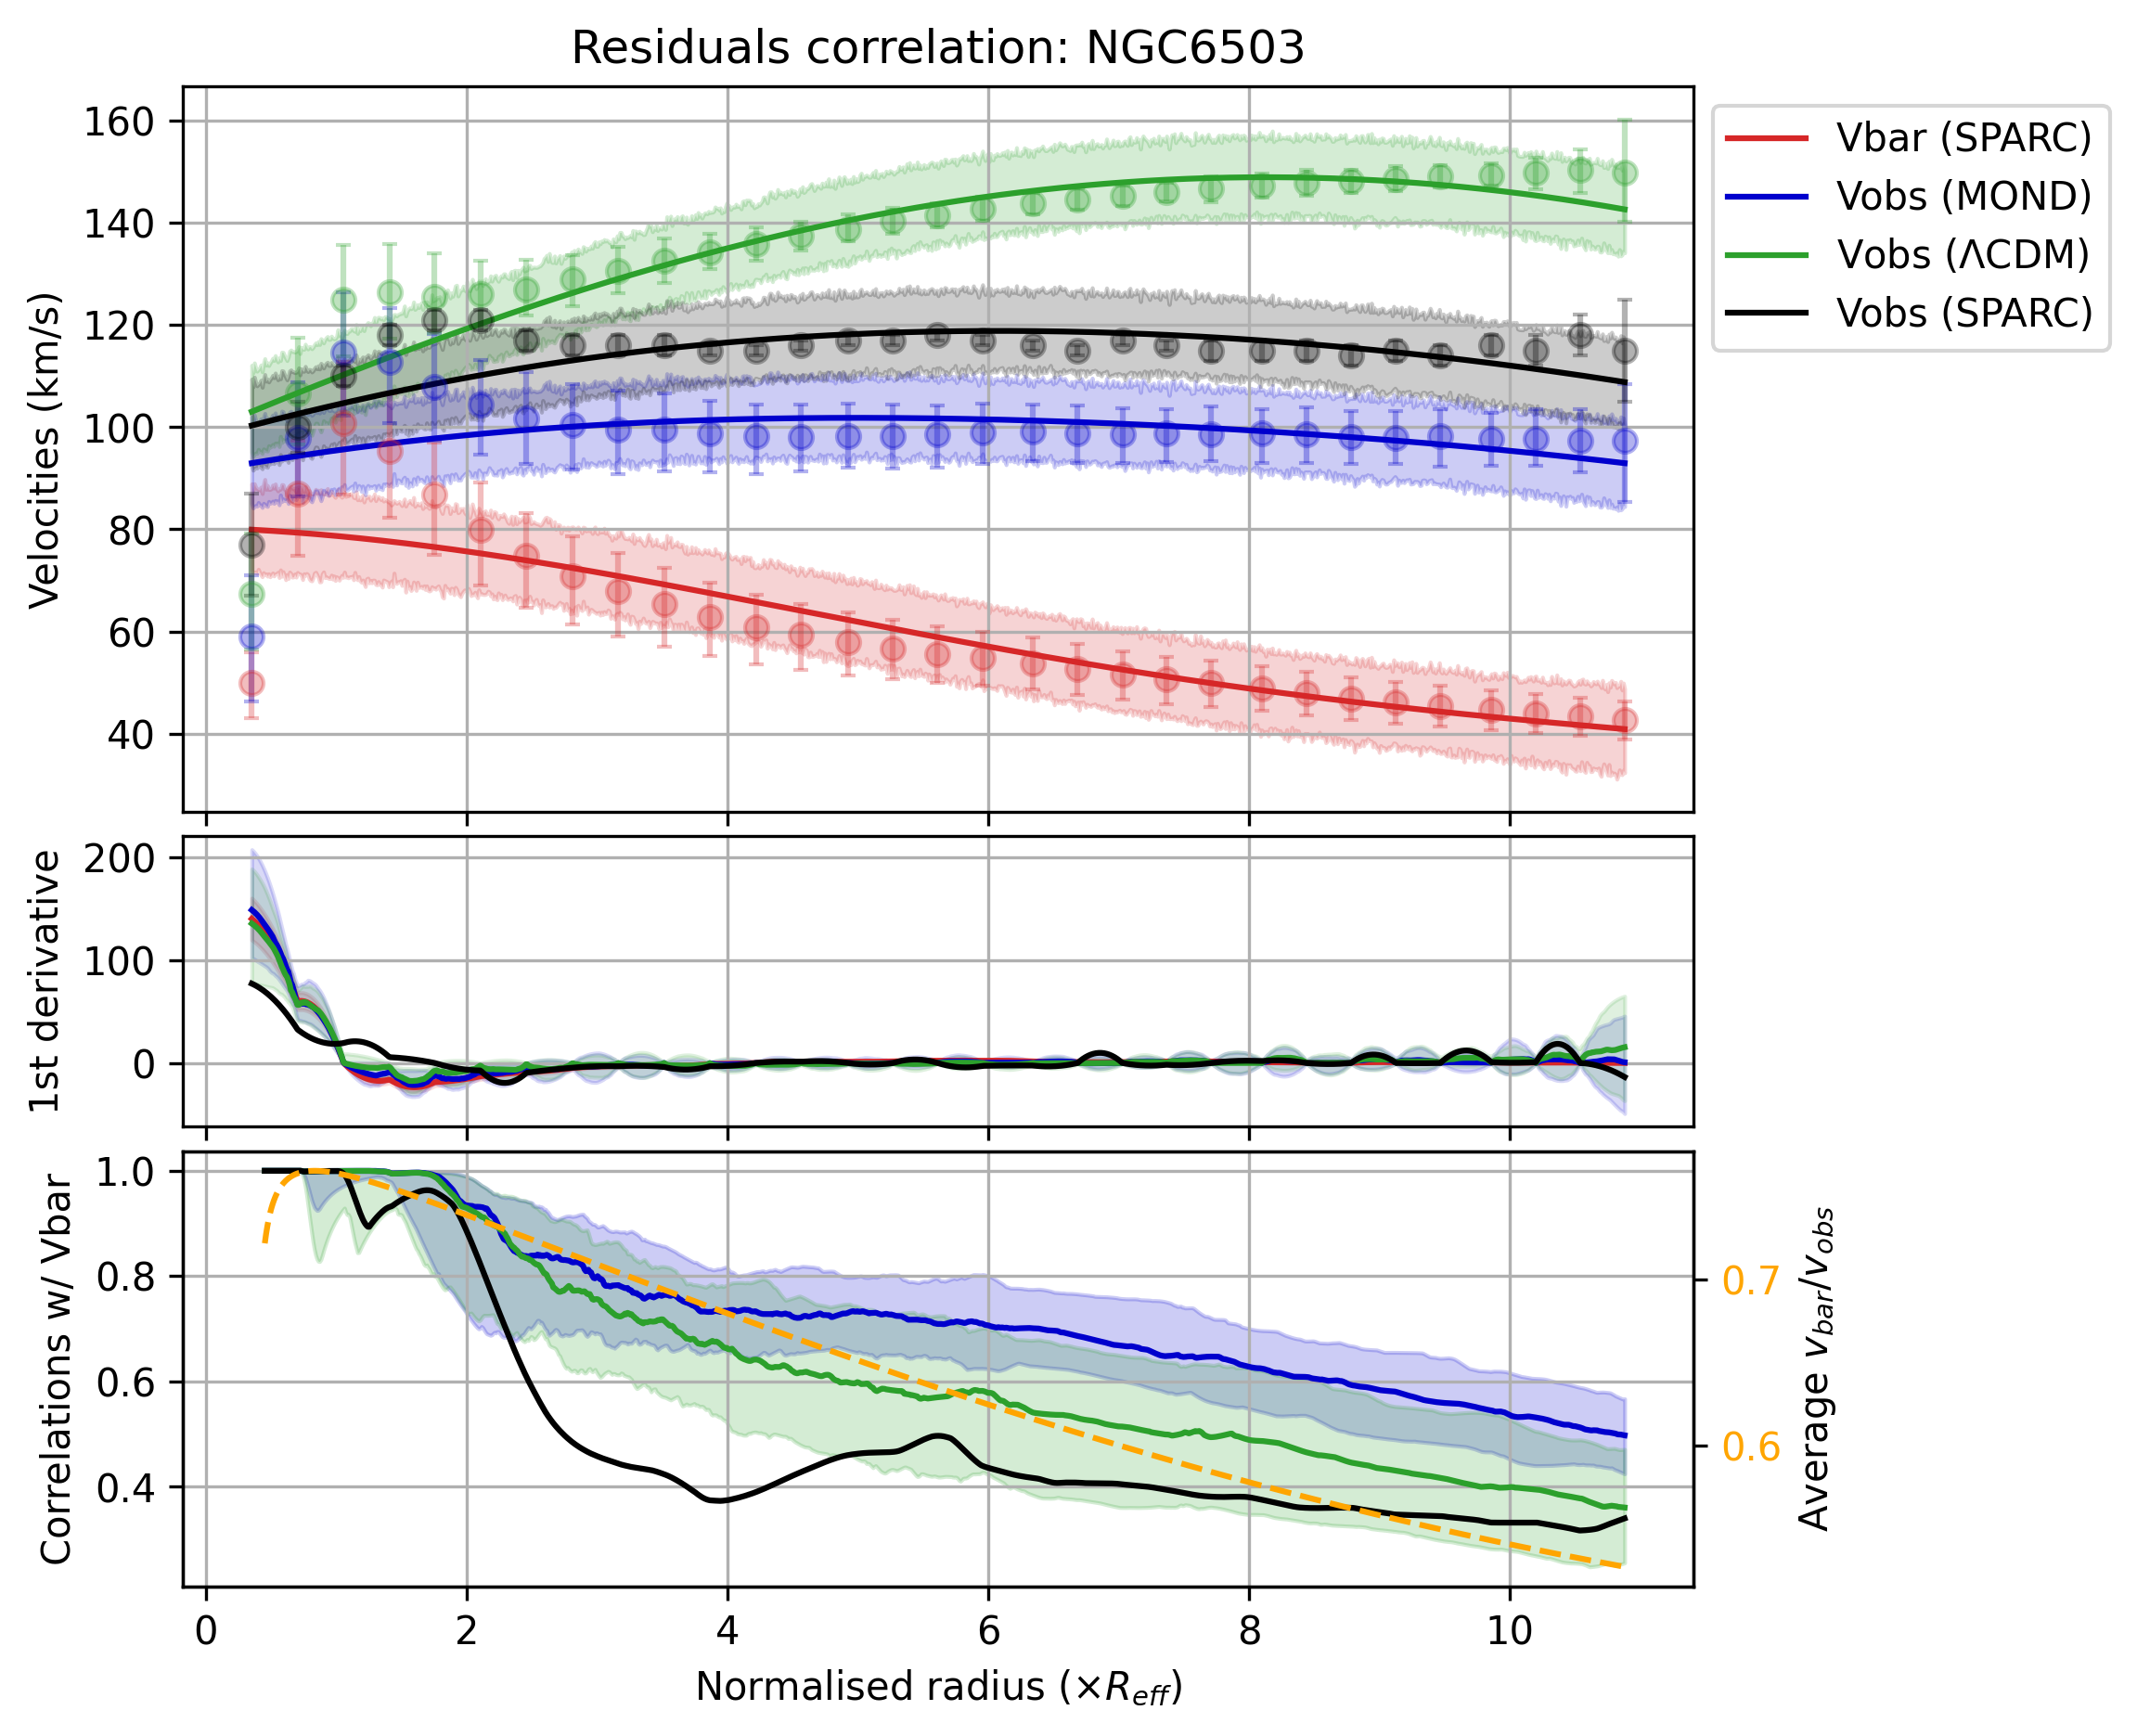 Residuals correlation: NGC6503
Velocities (km/s)
160
140
120
100
80
60
40
Vbar (SPARC)
Vobs (MOND)
Vobs (ΛCDM)
Vobs (SPARC)
1st derivative
200
100
0
Correlations w/ Vbar
1.0
0.8
0.6
0.4
0.7
0.6
Average v_bar/v_obs
0 2 4 6 8 10
Normalised radius (×R_eff)